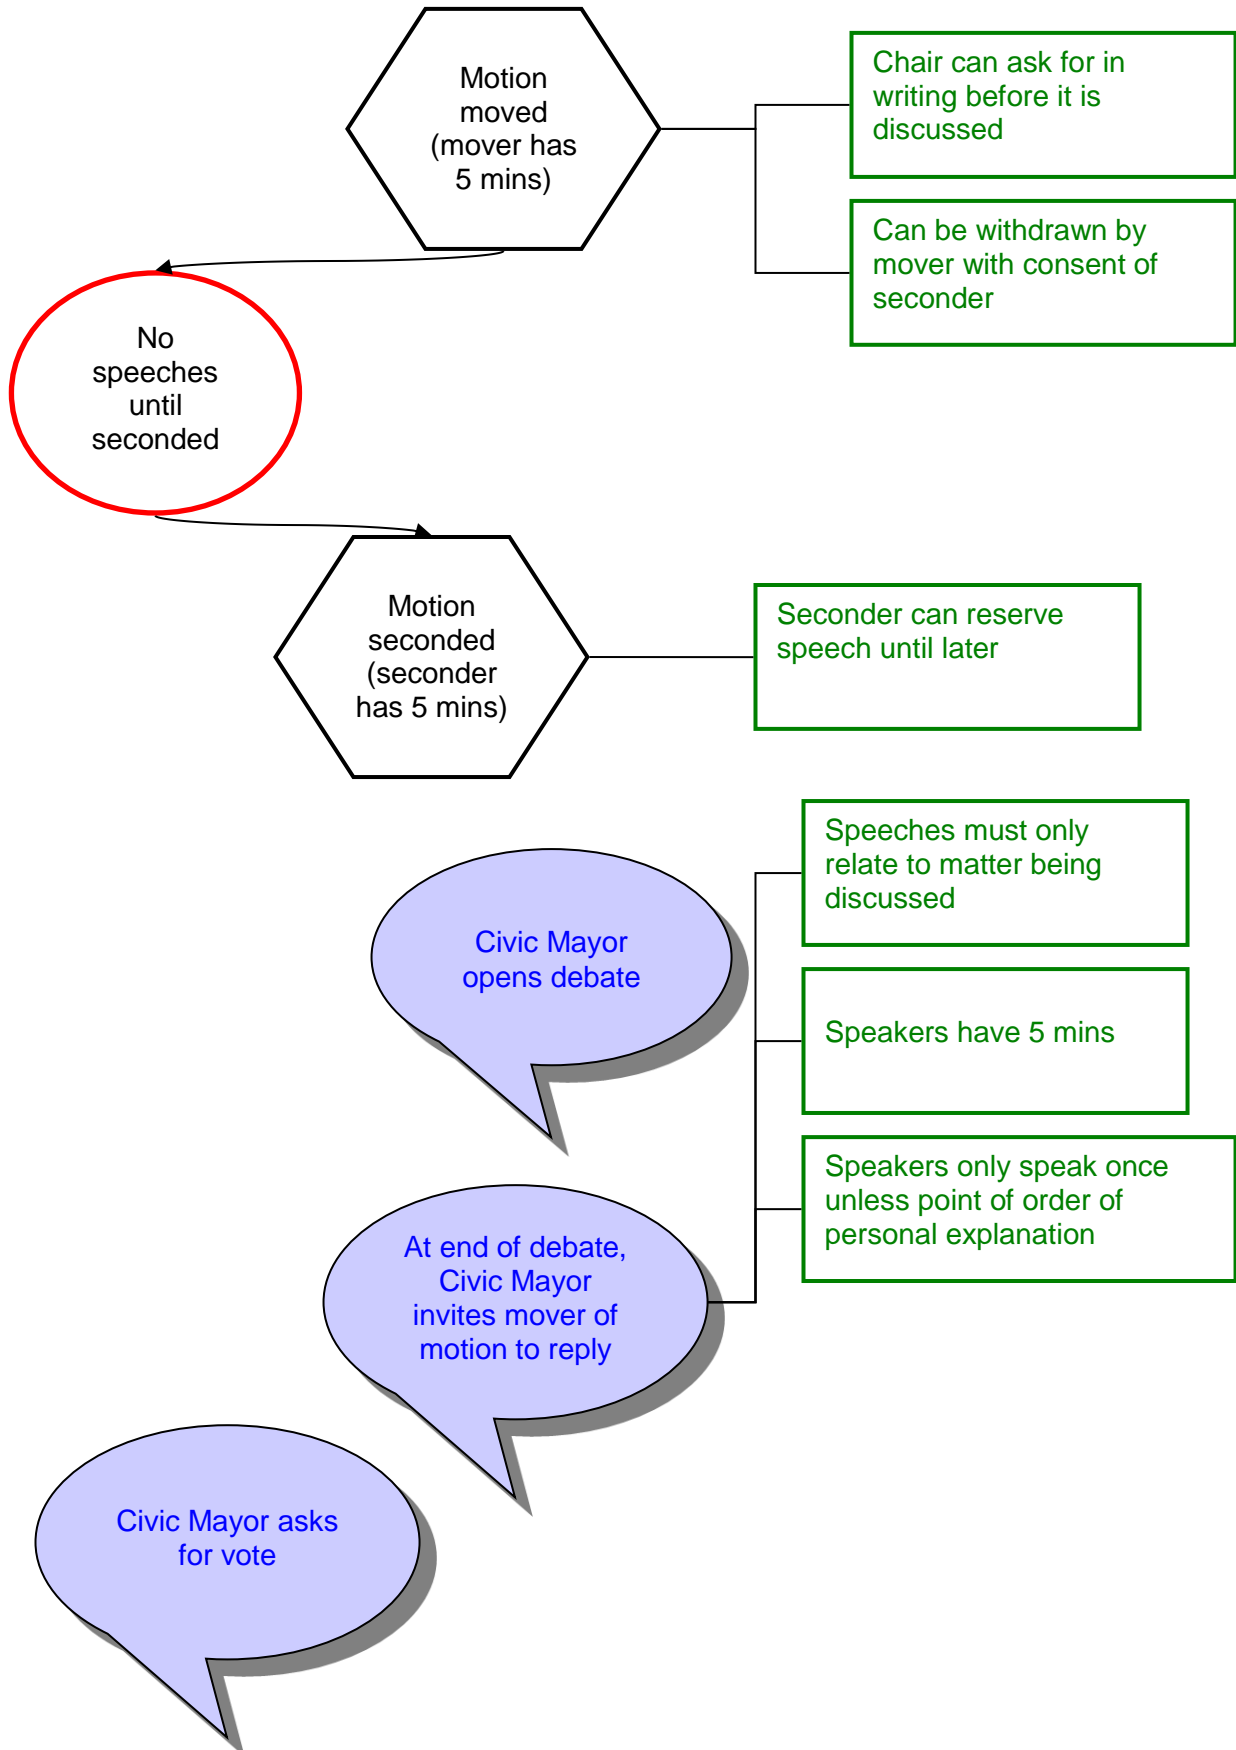 Motion
moved
(mover has
5 mins)
Chair can ask for in
writing before it is
discussed
Can be withdrawn by
mover with consent of
seconder
No
speeches
until
seconded
Motion
seconded
(seconder
has 5 mins)
Seconder can reserve
speech until later
Speeches must only
relate to matter being
discussed
Civic Mayor
opens debate
Speakers have 5 mins
Speakers only speak once
unless point of order of
personal explanation
At end of debate,
Civic Mayor
invites mover of
motion to reply
Civic Mayor asks
for vote